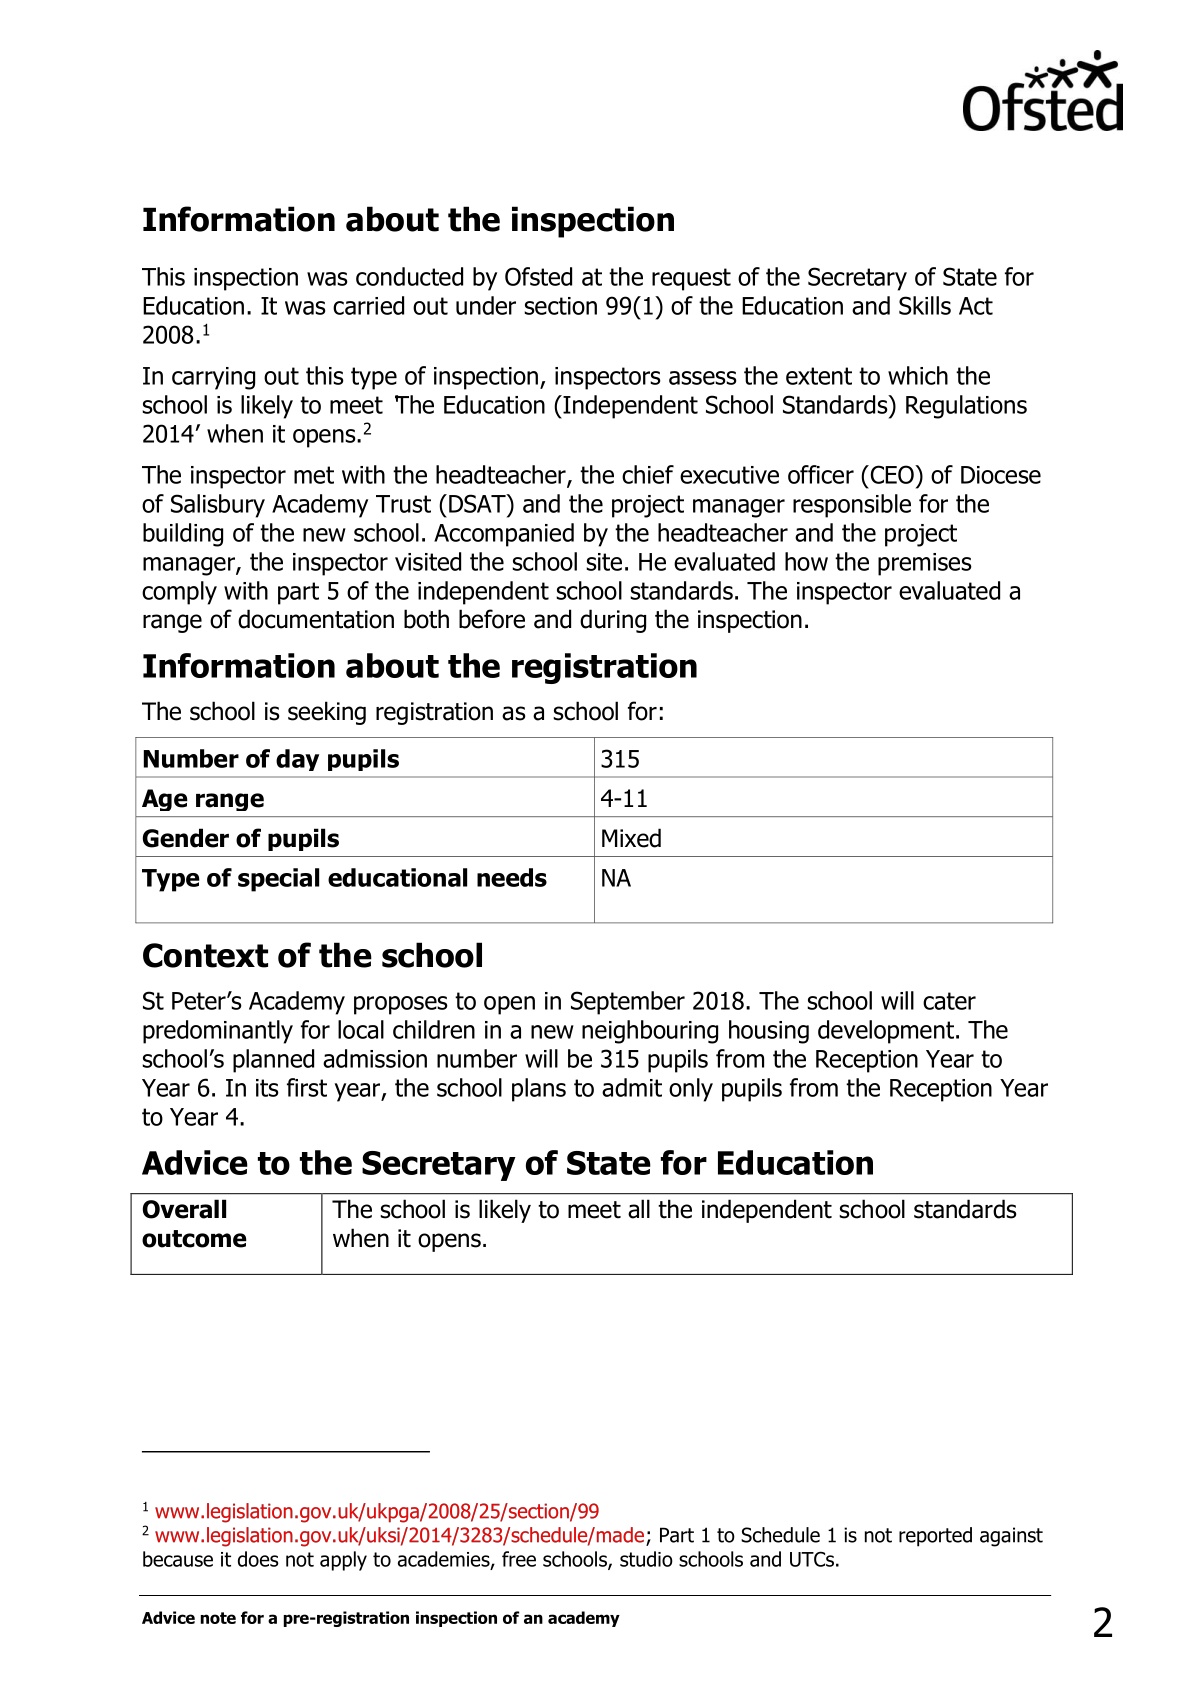 Ofsted
Information about the inspection
This inspection was conducted by Ofsted at the request of the Secretary of State for
Education. It was carried out under section 99(1) of the Education and Skills Act
2008.1
In carrying out this type of inspection, inspectors assess the extent to which the
school is likely to meet ‘The Education (Independent School Standards) Regulations
2014’ when it opens.2
The inspector met with the headteacher, the chief executive officer (CEO) of Diocese
of Salisbury Academy Trust (DSAT) and the project manager responsible for the
building of the new school. Accompanied by the headteacher and the project
manager, the inspector visited the school site. He evaluated how the premises
comply with part 5 of the independent school standards. The inspector evaluated a
range of documentation both before and during the inspection.
Information about the registration
The school is seeking registration as a school for:
Number of day pupils 315
Age range 4-11
Gender of pupils Mixed
Type of special educational needs NA
Context of the school
St Peter’s Academy proposes to open in September 2018. The school will cater
predominantly for local children in a new neighbouring housing development. The
school’s planned admission number will be 315 pupils from the Reception Year to
Year 6. In its first year, the school plans to admit only pupils from the Reception Year
to Year 4.
Advice to the Secretary of State for Education
Overall The school is likely to meet all the independent school standards
outcome when it opens.
1 www.legislation.gov.uk/ukpga/2008/25/section/99
2 www.legislation.gov.uk/uksi/2014/3283/schedule/made; Part 1 to Schedule 1 is not reported against
because it does not apply to academies, free schools, studio schools and UTCs.
Advice note for a pre-registration inspection of an academy 2